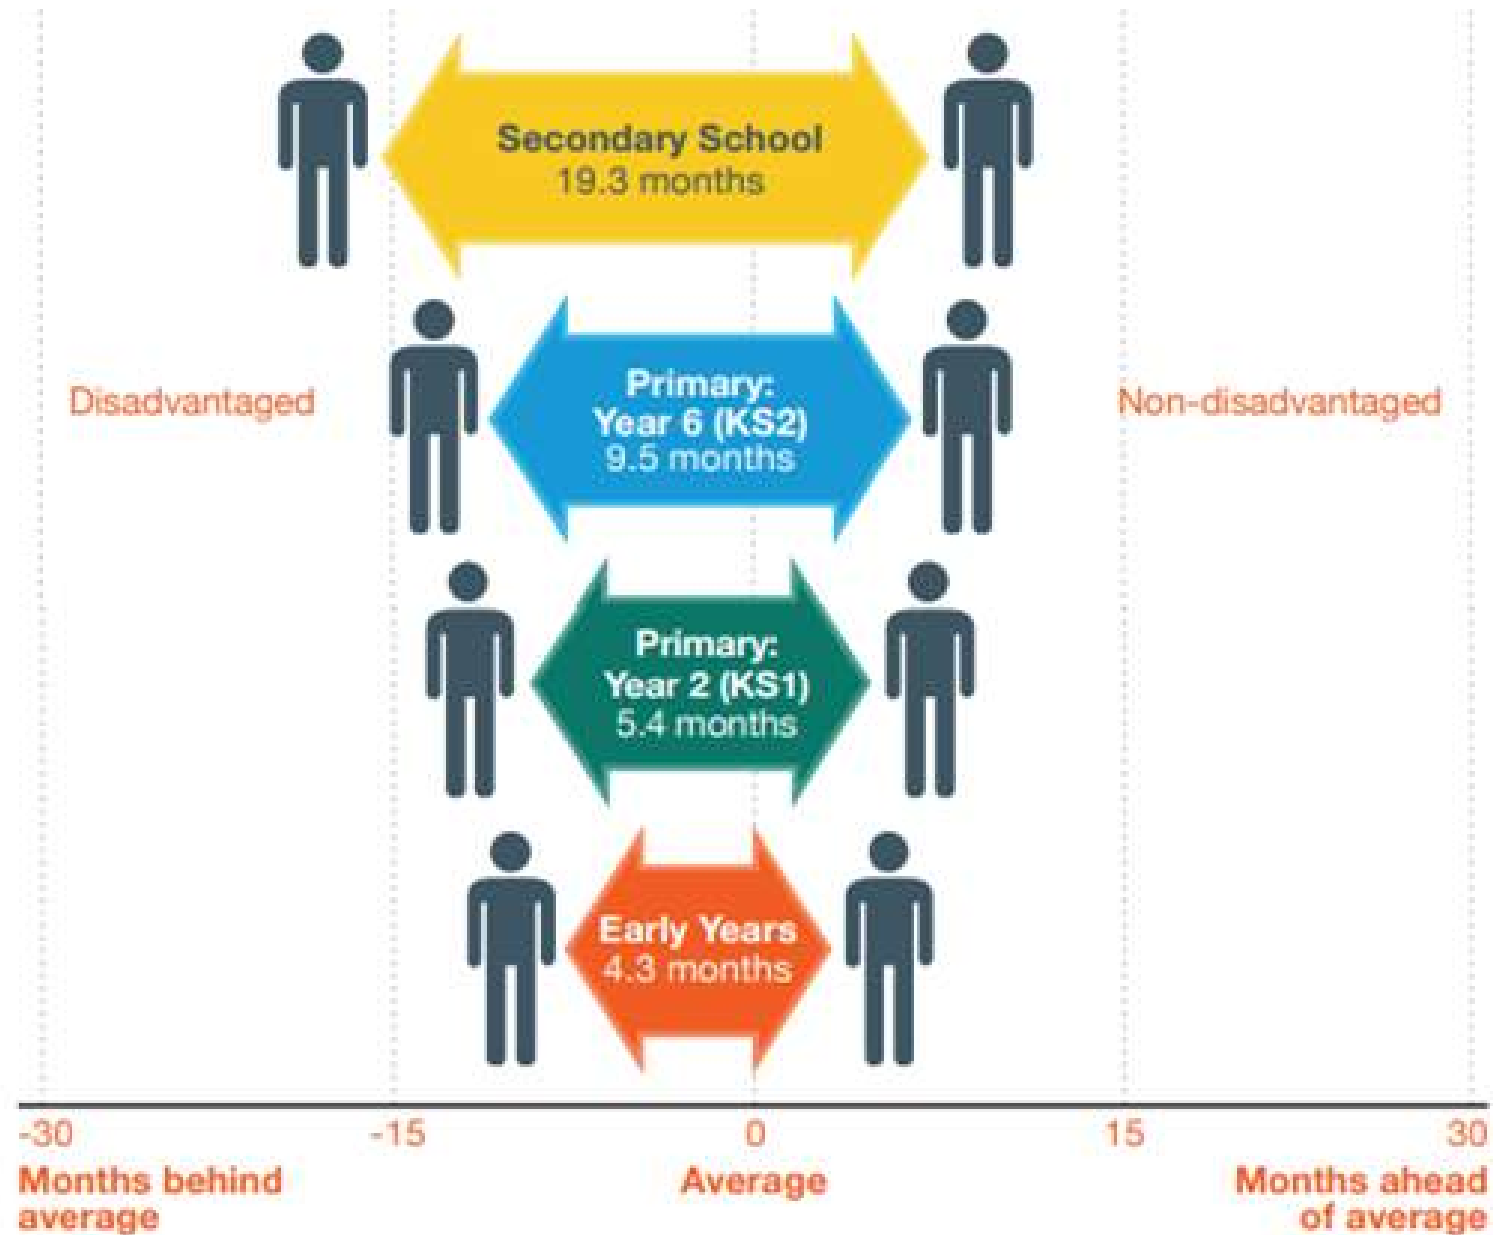 Secondary School
19.3 months
Primary:
Year 6 (KS2)
9.5 months
Disadvantaged
Non-disadvantaged
Primary:
Year 2 (KS1)
5.4 months
Early Years
4.3 months
-30
-15
0
15
30
Months behind
average
Average
Months ahead
of average